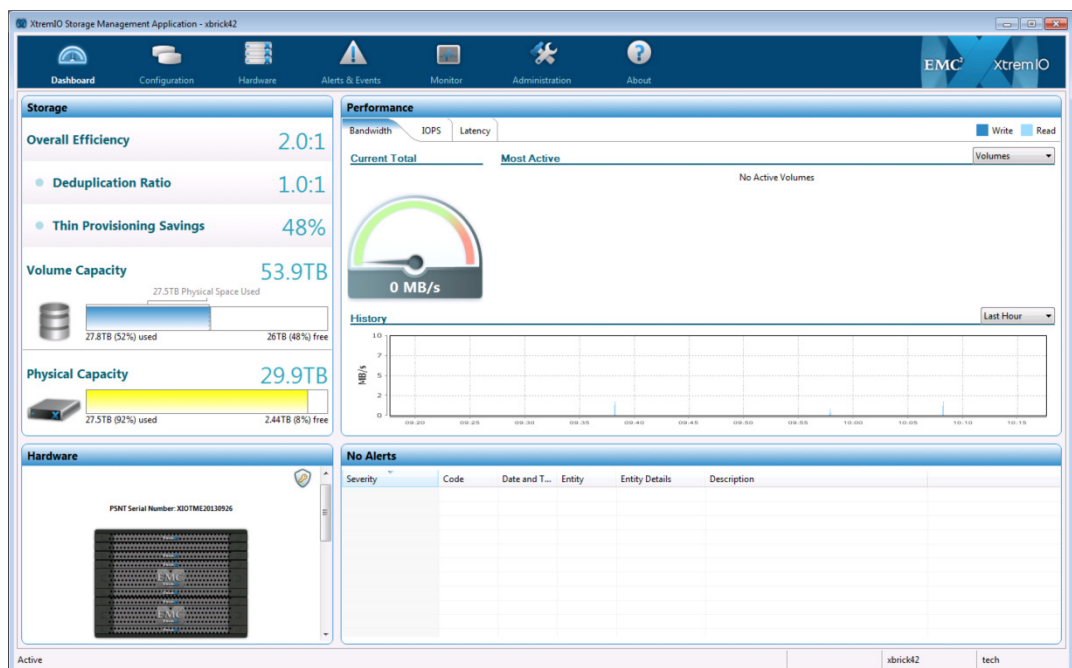 XtremIO Storage Management Application - xbrick42
Dashboard
Configuration
Hardware
Alerts & Events
Monitor
Administration
About
EMC² XtremIO
Storage
Overall Efficiency 2.0:1
Deduplication Ratio 1.0:1
Thin Provisioning Savings 48%
Volume Capacity 53.9TB
27.5TB Physical Space Used
27.8TB (52%) used 26TB (48%) free
Physical Capacity 29.9TB
27.5TB (92%) used 2.44TB (8%) free
Performance
Bandwidth IOPS Latency Write Read
Current Total Most Active Volumes
No Active Volumes
0 MB/s
History Last Hour
MB/s
10
7
5
2
0
09:20 09:25 09:30 09:35 09:40 09:45 09:50 09:55 10:00 10:05 10:10 10:15
Hardware
PSNT Serial Number: XIOTME20130926
EMC
EMC
No Alerts
Severity Code Date and T... Entity Entity Details Description
Active xbrick42 tech